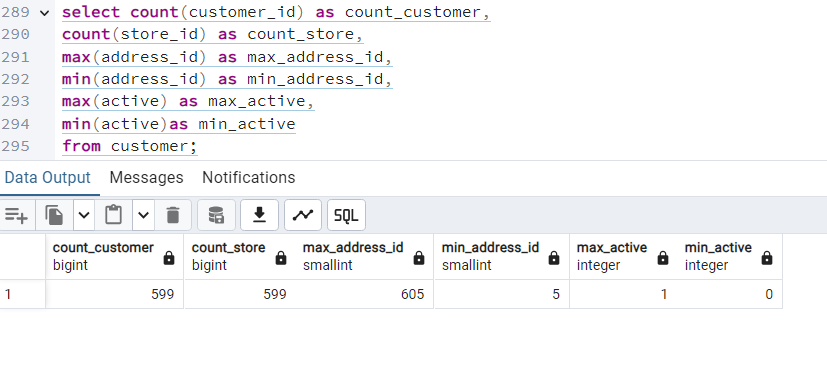 289 select count(customer_id) as count_customer,
290 count(store_id) as count_store,
291 max(address_id) as max_address_id,
292 min(address_id) as min_address_id,
293 max(active) as max_active,
294 min(active)as min_active
295 from customer;
Data Output Messages Notifications
SQL
count_customer count_store max_address_id min_address_id max_active min_active
bigint bigint smallint smallint integer integer
1 599 599 605 5 1 0